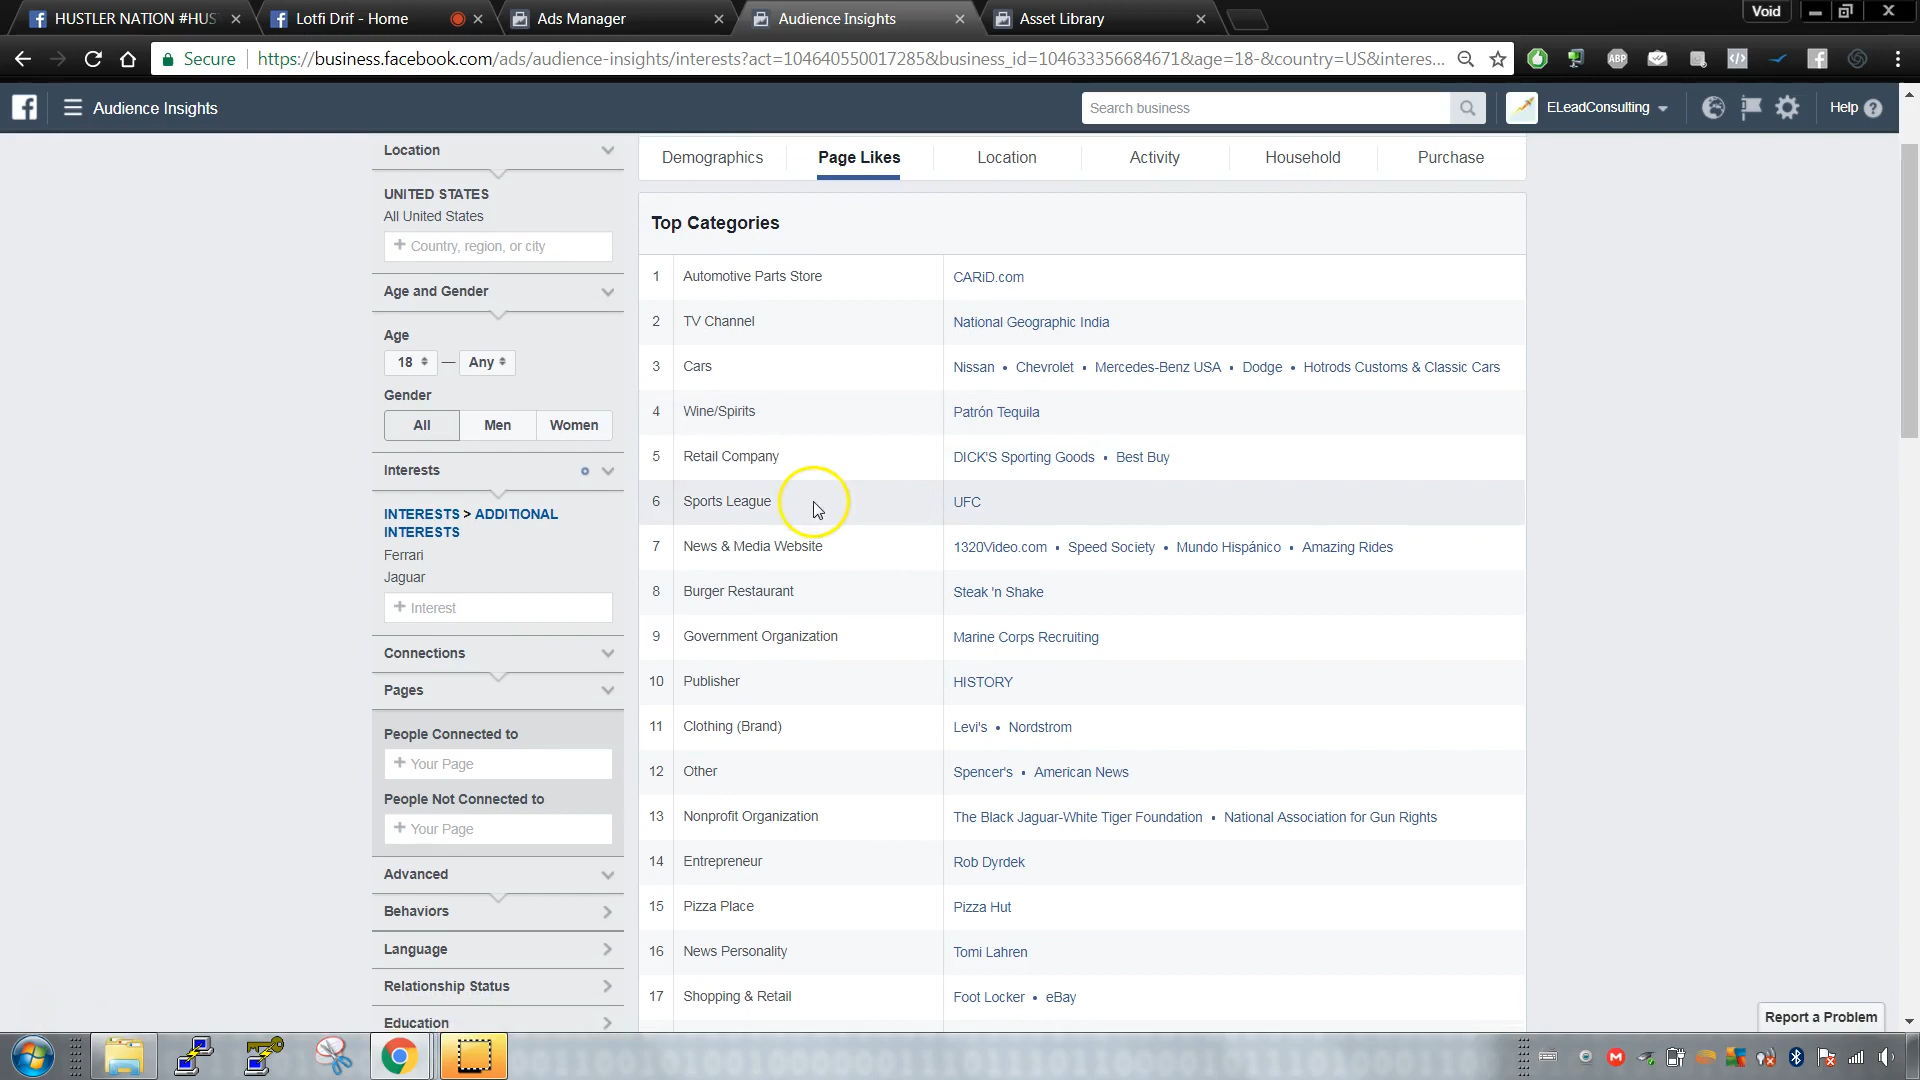 HUSTLER NATION #HUS
Lotfi Drif - Home
Ads Manager
Audience Insights
Asset Library
Void
Secure
https://business.facebook.com/ads/audience-insights/interests?act=104640550017285&business_id=104633356684671&age=18-&country=US&interes...
ABP
Audience Insights
Search business
ELeadConsulting
Help
Location
UNITED STATES
All United States
+ Country, region, or city
Age and Gender
Age
18 — Any
Gender
All Men Women
Interests
INTERESTS > ADDITIONAL
INTERESTS
Ferrari
Jaguar
+ Interest
Connections
Pages
People Connected to
+ Your Page
People Not Connected to
+ Your Page
Advanced
Behaviors
Language
Relationship Status
Education
Demographics Page Likes Location Activity Household Purchase
Top Categories
1 Automotive Parts Store CARiD.com
2 TV Channel National Geographic India
3 Cars Nissan • Chevrolet • Mercedes-Benz USA • Dodge • Hotrods Customs & Classic Cars
4 Wine/Spirits Patrón Tequila
5 Retail Company DICK'S Sporting Goods • Best Buy
6 Sports League UFC
7 News & Media Website 1320Video.com • Speed Society • Mundo Hispánico • Amazing Rides
8 Burger Restaurant Steak 'n Shake
9 Government Organization Marine Corps Recruiting
10 Publisher HISTORY
11 Clothing (Brand) Levi's • Nordstrom
12 Other Spencer's • American News
13 Nonprofit Organization The Black Jaguar-White Tiger Foundation • National Association for Gun Rights
14 Entrepreneur Rob Dyrdek
15 Pizza Place Pizza Hut
16 News Personality Tomi Lahren
17 Shopping & Retail Foot Locker • eBay
Report a Problem